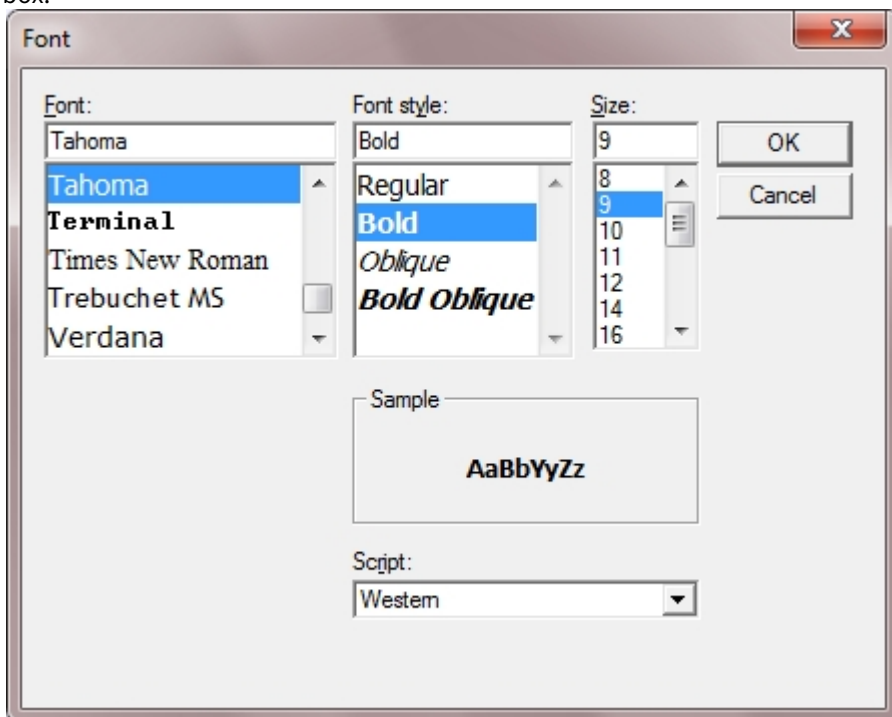 box.
Font
Font:
Tahoma
Tahoma
Terminal
Times New Roman
Trebuchet MS
Verdana
Font style:
Bold
Regular
Bold
Oblique
Bold Oblique
Size:
9
8
9
10
11
12
14
16
OK
Cancel
Sample
AaBbYyZz
Script:
Western